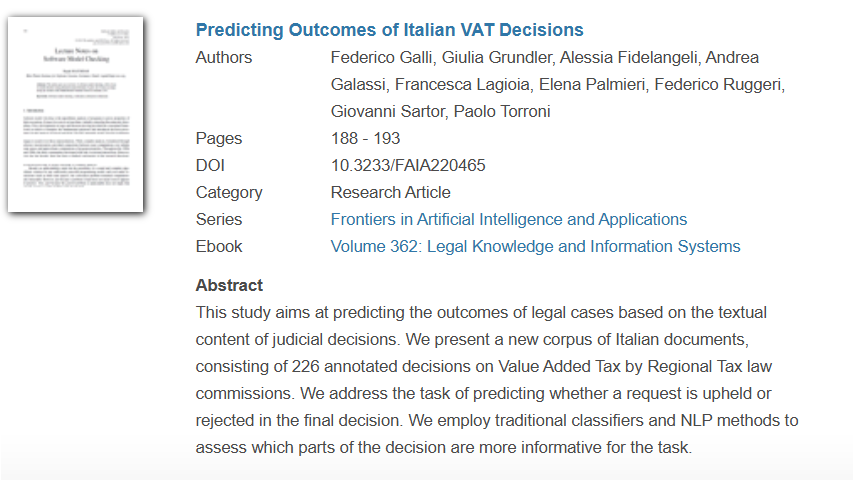 Lecture Notes on
Software Model Checking
Predicting Outcomes of Italian VAT Decisions
Authors Federico Galli, Giulia Grundler, Alessia Fidelangeli, Andrea
Galassi, Francesca Lagioia, Elena Palmieri, Federico Ruggeri,
Giovanni Sartor, Paolo Torroni
Pages 188 - 193
DOI 10.3233/FAIA220465
Category Research Article
Series Frontiers in Artificial Intelligence and Applications
Ebook Volume 362: Legal Knowledge and Information Systems
Abstract
This study aims at predicting the outcomes of legal cases based on the textual
content of judicial decisions. We present a new corpus of Italian documents,
consisting of 226 annotated decisions on Value Added Tax by Regional Tax law
commissions. We address the task of predicting whether a request is upheld or
rejected in the final decision. We employ traditional classifiers and NLP methods to
assess which parts of the decision are more informative for the task.